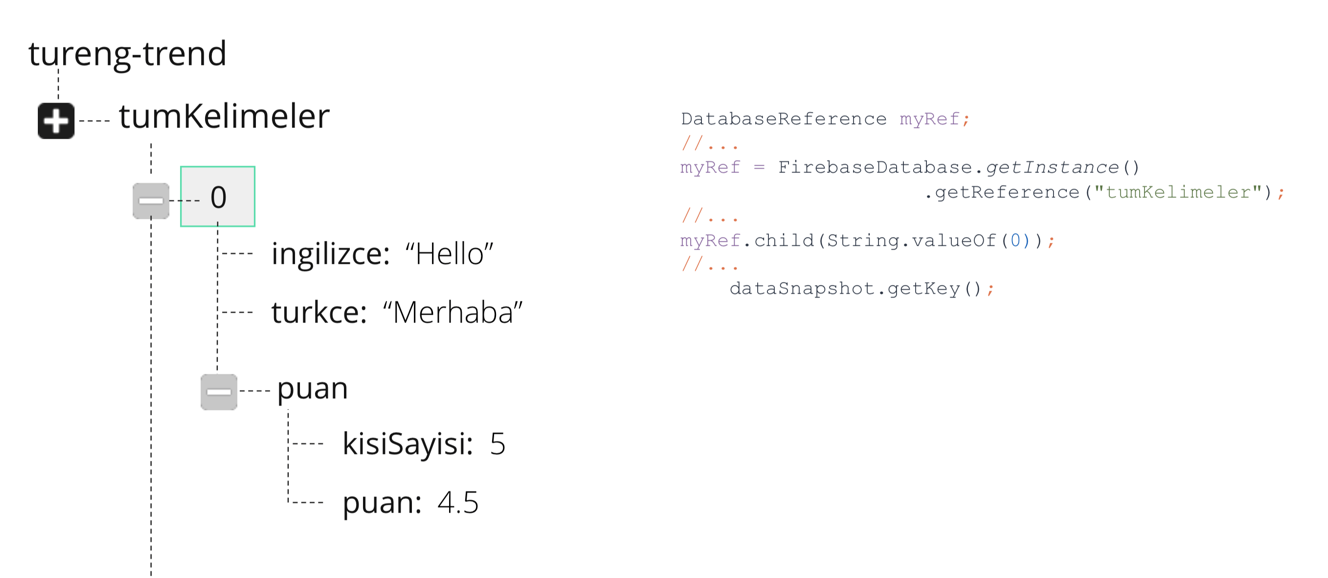 tureng-trend
tumKelimeler
0
ingilizce: “Hello”
turkce: “Merhaba”
puan
kisiSayisi: 5
puan: 4.5
DatabaseReference myRef;
//...
myRef = FirebaseDatabase.getInstance()
.getReference("tumKelimeler");
//...
myRef.child(String.valueOf(0));
//...
dataSnapshot.getKey();